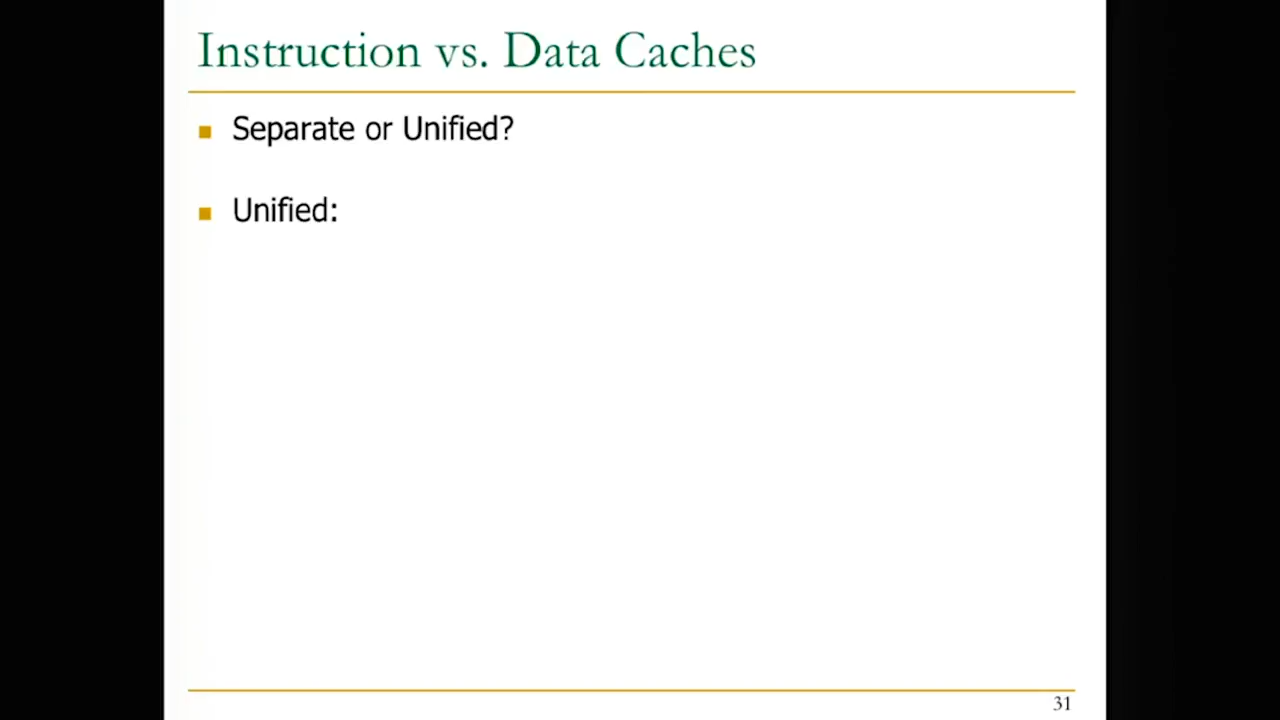 Instruction vs. Data Caches
Separate or Unified?
Unified:
31